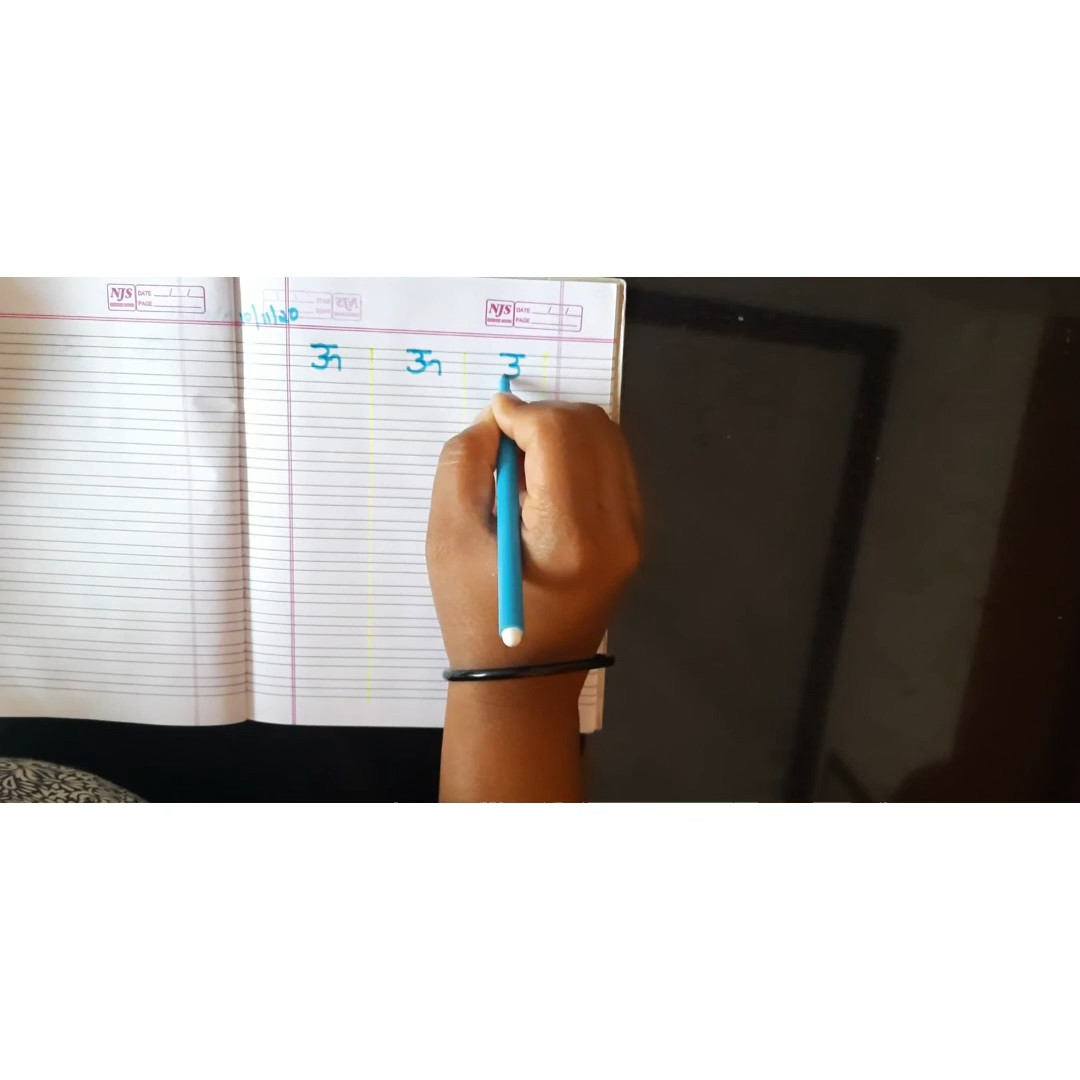 NJS DATE / /
PAGE
NJS DATE / /
PAGE
ऊ ऊ उ